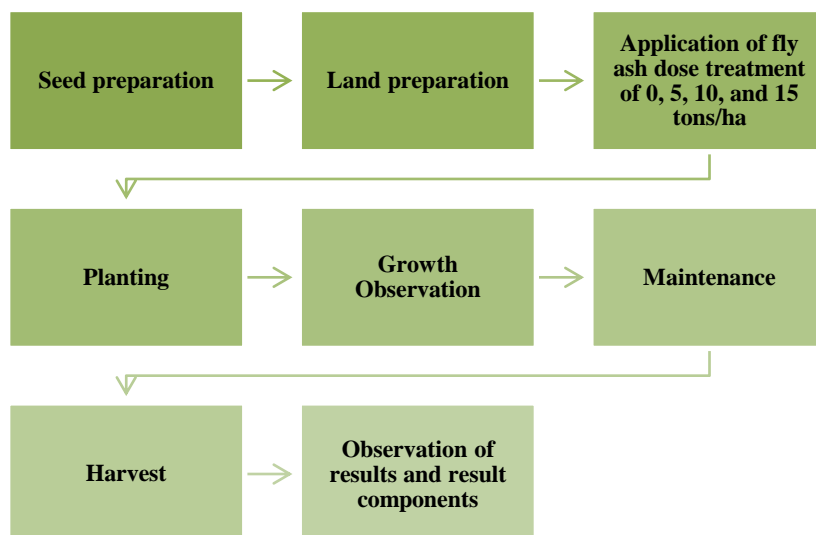 Seed preparation
Land preparation
Application of fly
ash dose treatment
of 0, 5, 10, and 15
tons/ha
Planting
Growth
Observation
Maintenance
Harvest
Observation of
results and result
components